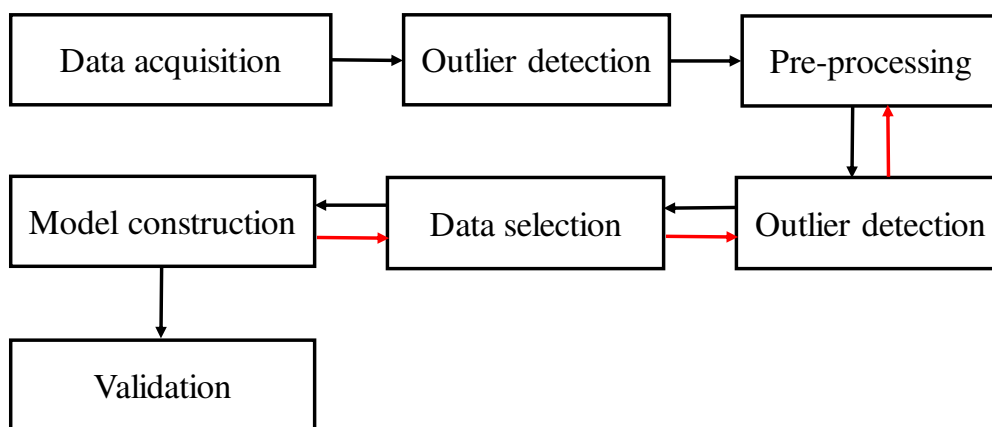 Data acquisition
Outlier detection
Pre-processing
Model construction
Data selection
Outlier detection
Validation